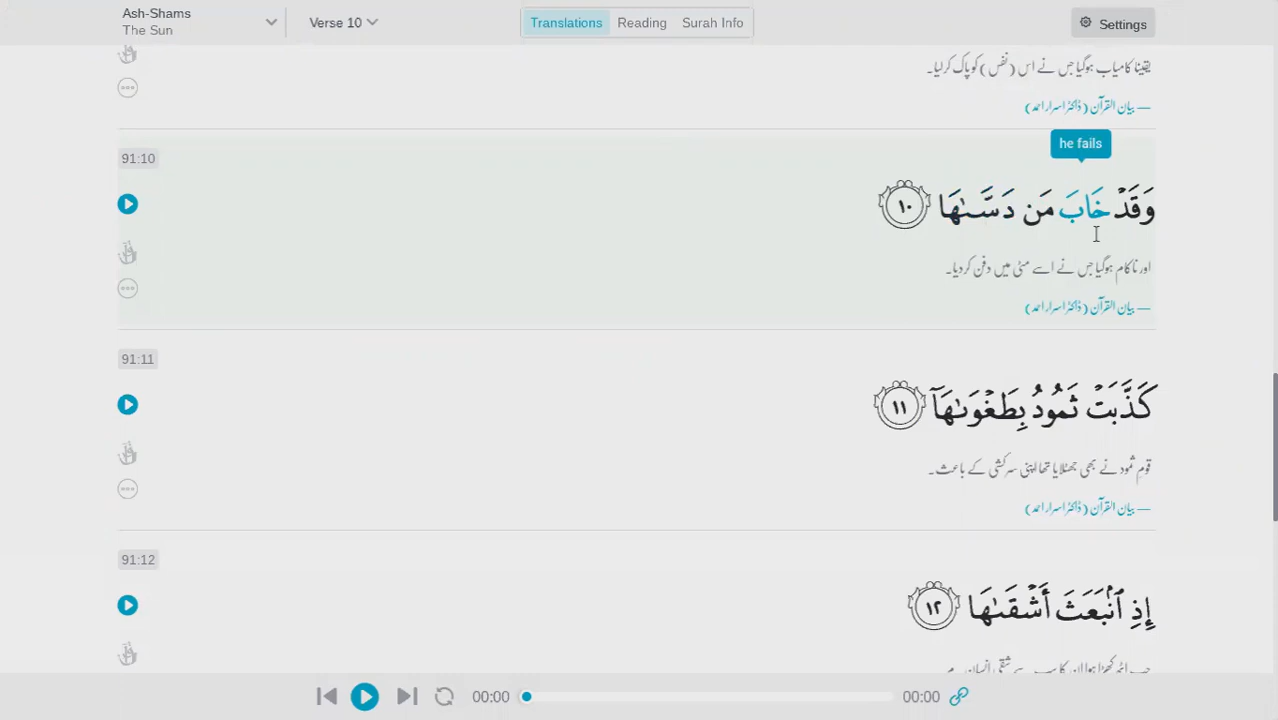 Ash-Shams
The Sun
Verse 10
Translations
Reading
Surah Info
Settings
یقینا کامیاب ہوگیا جس نے اس (نفس) کو پاک کرلیا۔
— بیان القرآن (ڈاکٹر اسرار احمد)
91:10
he fails
وَقَدْ خَابَ مَن دَسَّىٰهَا ١٠
اور ناکام ہوگیا جس نے اسے مٹی میں دفن کردیا۔
— بیان القرآن (ڈاکٹر اسرار احمد)
91:11
كَذَّبَتْ ثَمُودُ بِطَغْوَىٰهَآ ١١
قومِ ثمود نے بھی جھٹلایا تھا اپنی سرکشی کے باعث۔
— بیان القرآن (ڈاکٹر اسرار احمد)
91:12
إِذِ ٱنۢبَعَثَ أَشْقَىٰهَا ١٢
00:00
00:00